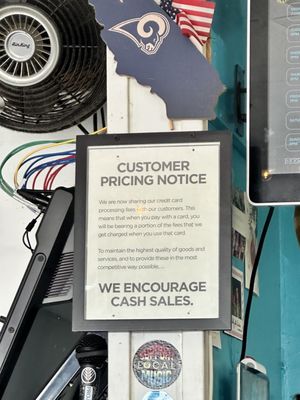 CUSTOMER
PRICING NOTICE
We are now sharing our credit card
processing fees with our customers. This
means that when you pay with a card, you
will be bearing a portion of the fees that we
get charged when you use that card.
To maintain the highest quality of goods and
services, and to provide these in the most
competitive way possible....
WE ENCOURAGE
CASH SALES.
LOCAL
MUSIC